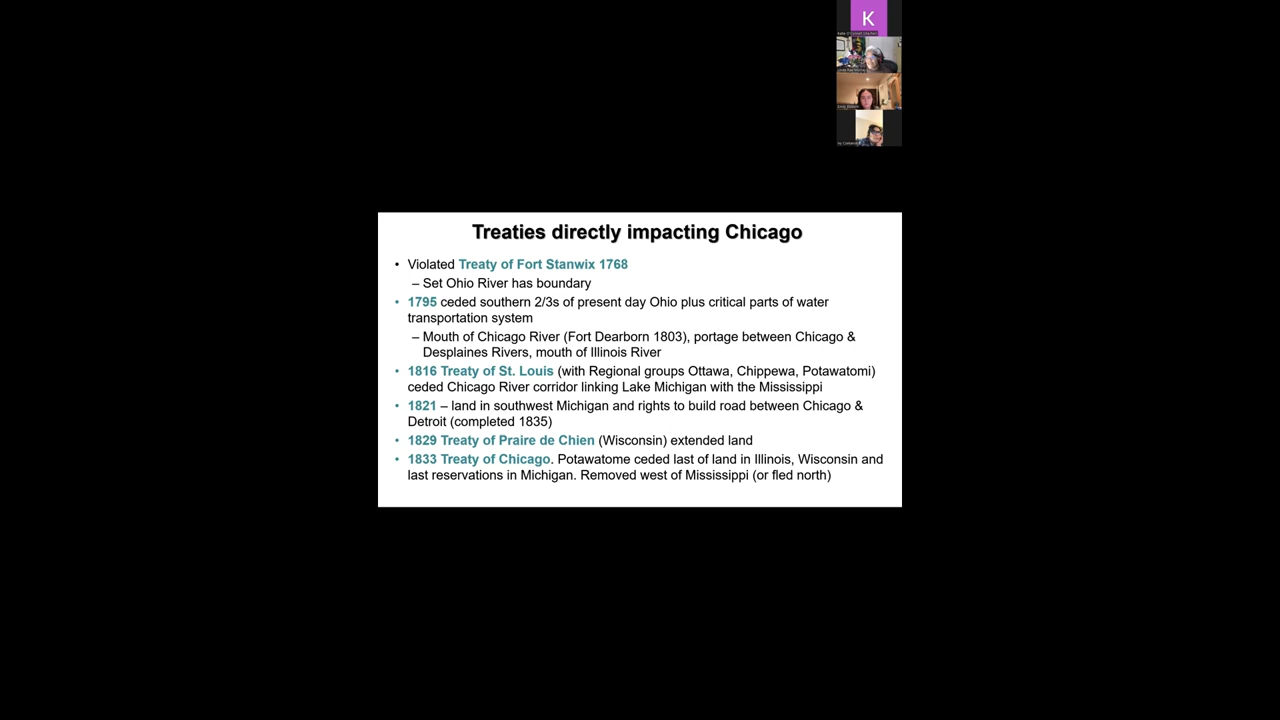 K
Treaties directly impacting Chicago
• Violated Treaty of Fort Stanwix 1768
– Set Ohio River has boundary
• 1795 ceded southern 2/3s of present day Ohio plus critical parts of water
transportation system
– Mouth of Chicago River (Fort Dearborn 1803), portage between Chicago &
Desplaines Rivers, mouth of Illinois River
• 1816 Treaty of St. Louis (with Regional groups Ottawa, Chippewa, Potawatomi)
ceded Chicago River corridor linking Lake Michigan with the Mississippi
• 1821 – land in southwest Michigan and rights to build road between Chicago &
Detroit (completed 1835)
• 1829 Treaty of Praire de Chien (Wisconsin) extended land
• 1833 Treaty of Chicago. Potawatome ceded last of land in Illinois, Wisconsin and
last reservations in Michigan. Removed west of Mississippi (or fled north)